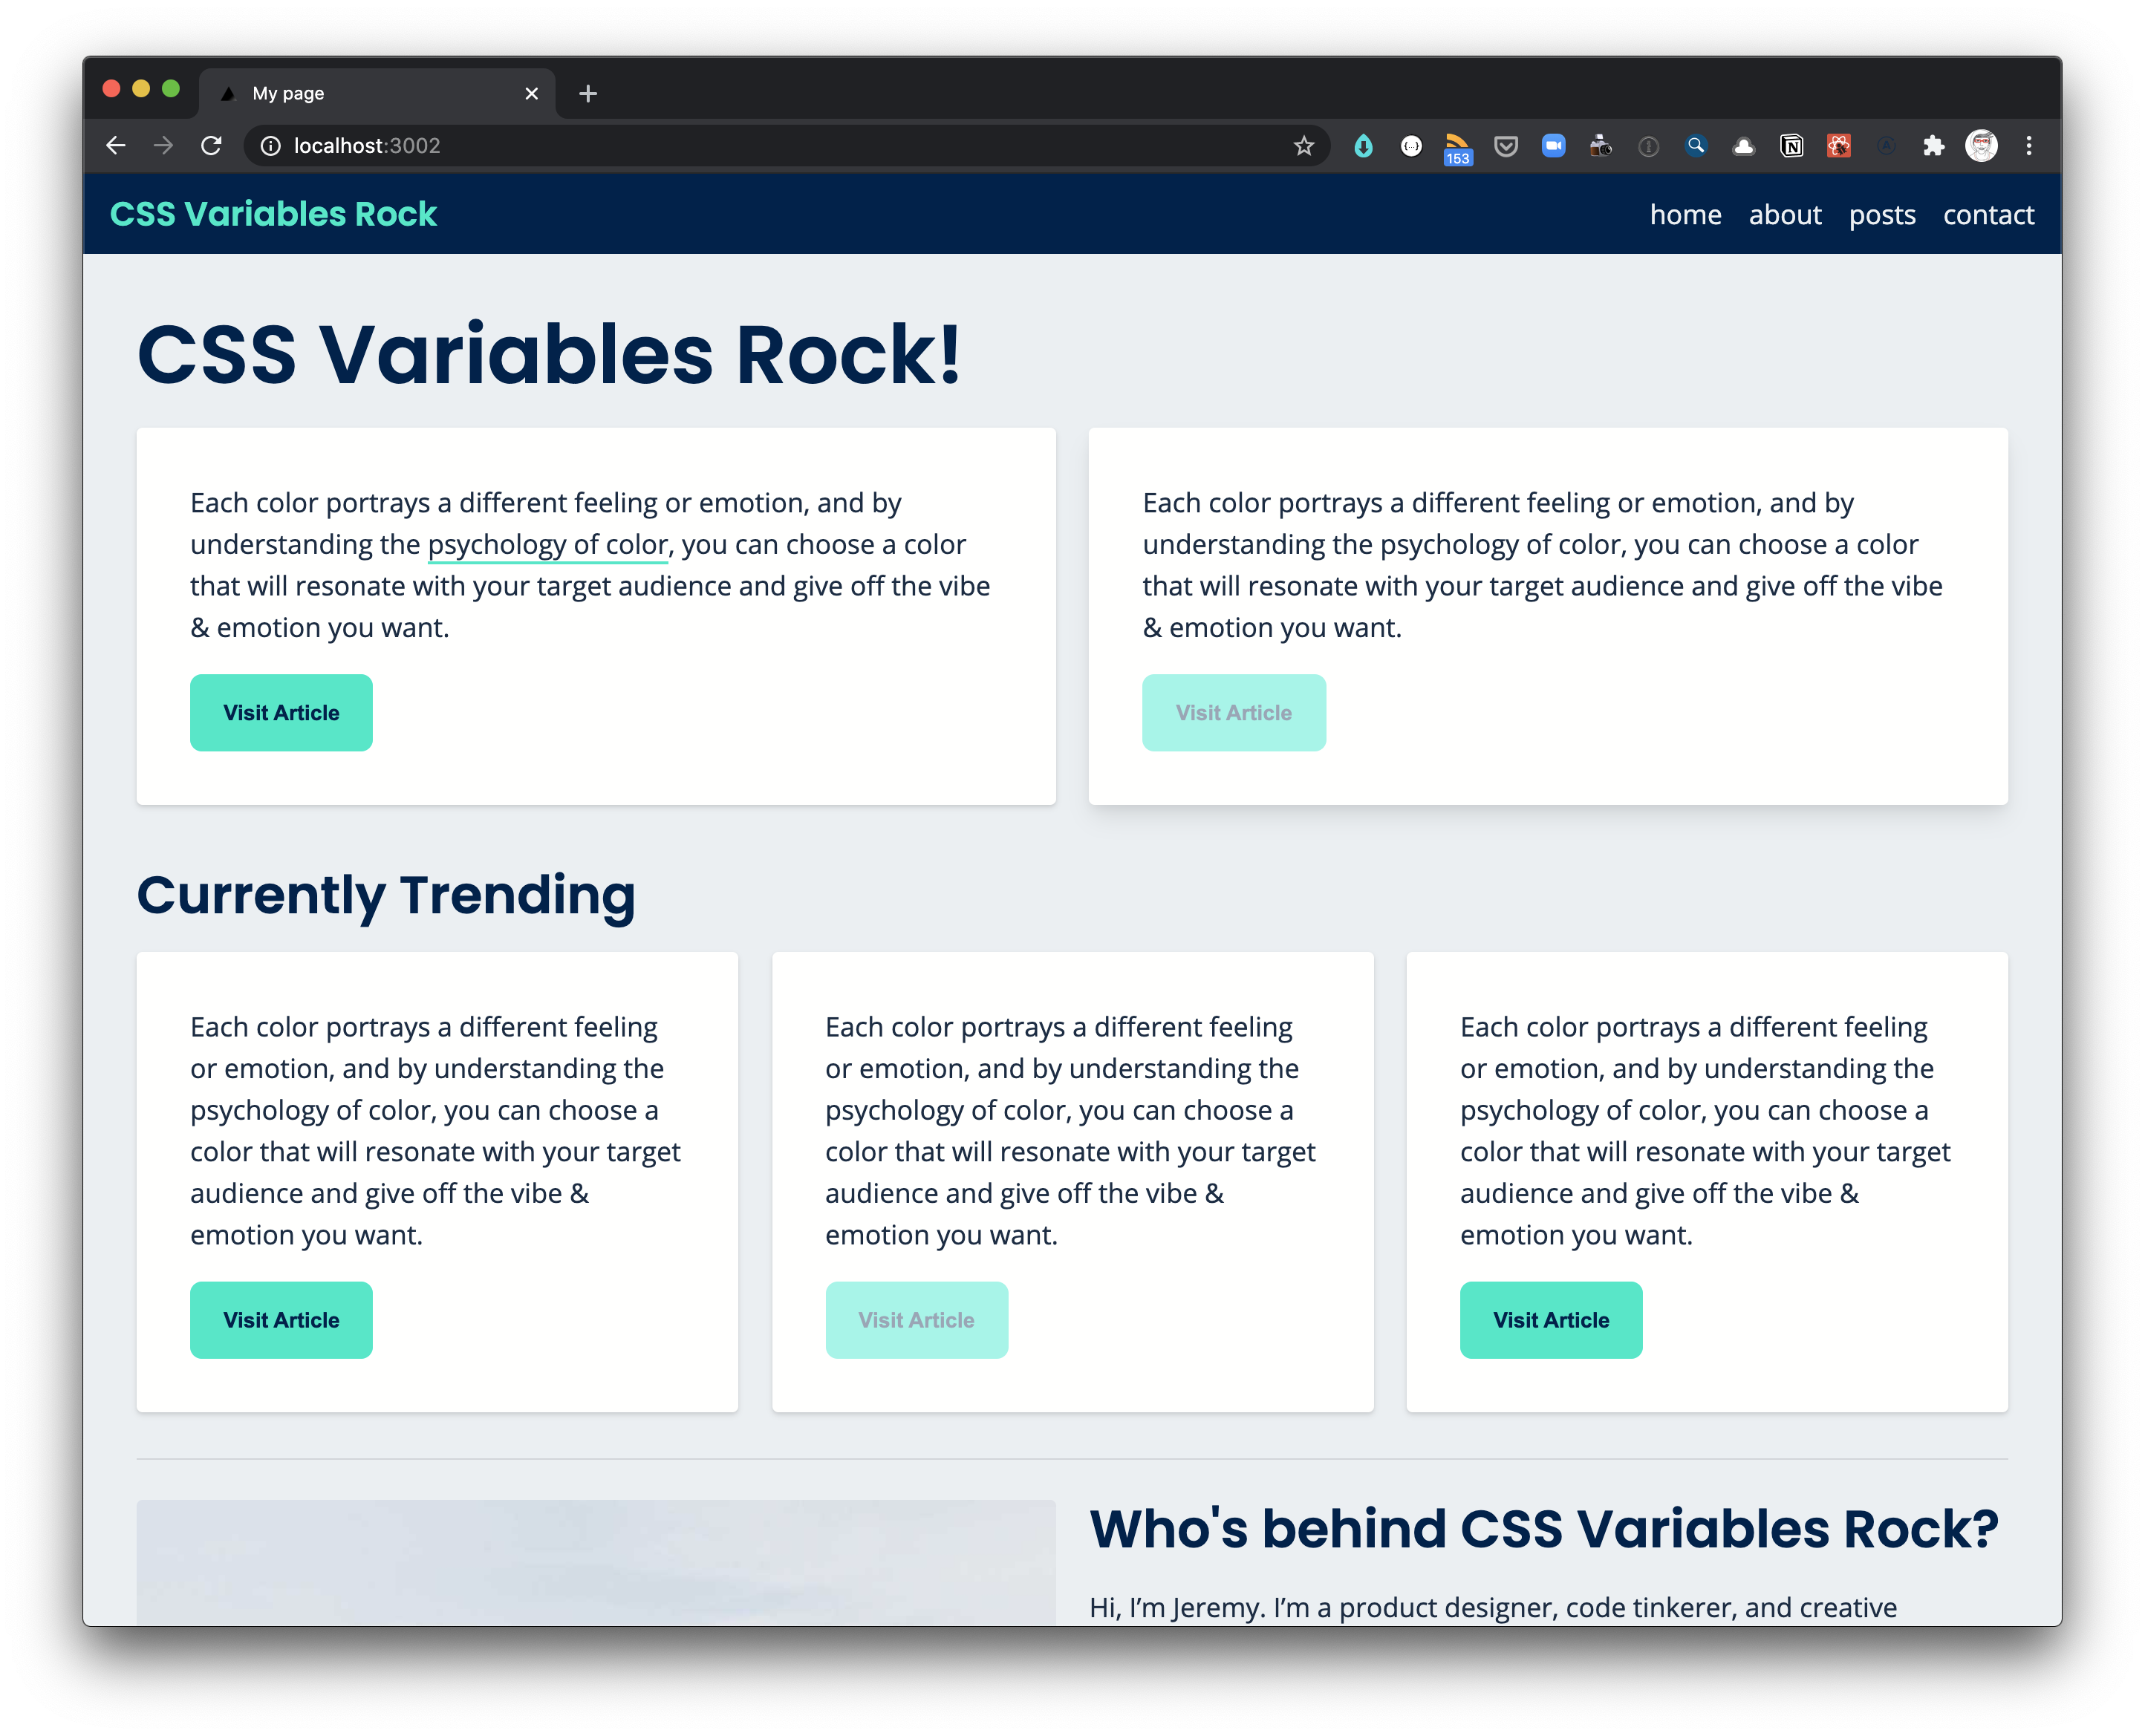 My page
localhost:3002
153
CSS Variables Rock
home about posts contact
CSS Variables Rock!
Each color portrays a different feeling or emotion, and by
understanding the psychology of color, you can choose a color
that will resonate with your target audience and give off the vibe
& emotion you want.
Visit Article
Each color portrays a different feeling or emotion, and by
understanding the psychology of color, you can choose a color
that will resonate with your target audience and give off the vibe
& emotion you want.
Visit Article
Currently Trending
Each color portrays a different feeling
or emotion, and by understanding the
psychology of color, you can choose a
color that will resonate with your target
audience and give off the vibe &
emotion you want.
Visit Article
Each color portrays a different feeling
or emotion, and by understanding the
psychology of color, you can choose a
color that will resonate with your target
audience and give off the vibe &
emotion you want.
Visit Article
Each color portrays a different feeling
or emotion, and by understanding the
psychology of color, you can choose a
color that will resonate with your target
audience and give off the vibe &
emotion you want.
Visit Article
Who's behind CSS Variables Rock?
Hi, I’m Jeremy. I’m a product designer, code tinkerer, and creative